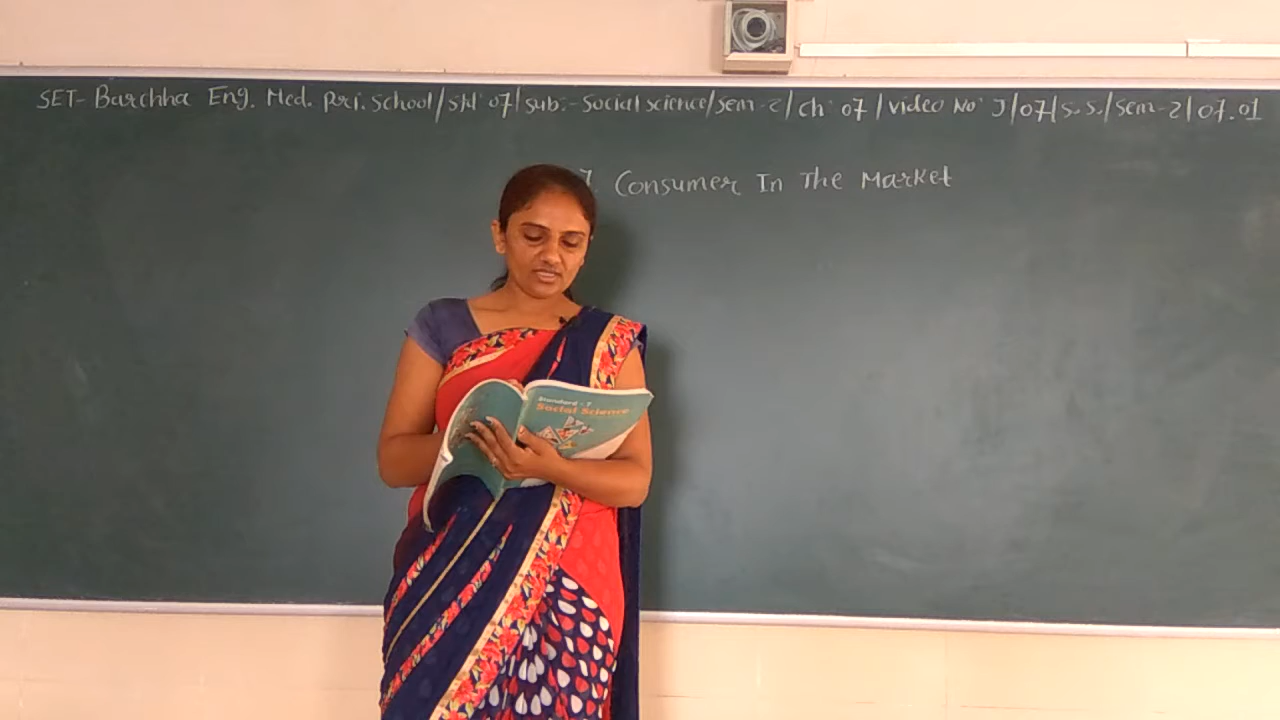 SET- Barchha Eng. Med. Pri. School/std: 07/sub:- Social science/sem-2/ch: 07/video No: J/07/s.s./sem-2/07.01
7. Consumer In The Market
Standard - 7
Social Science